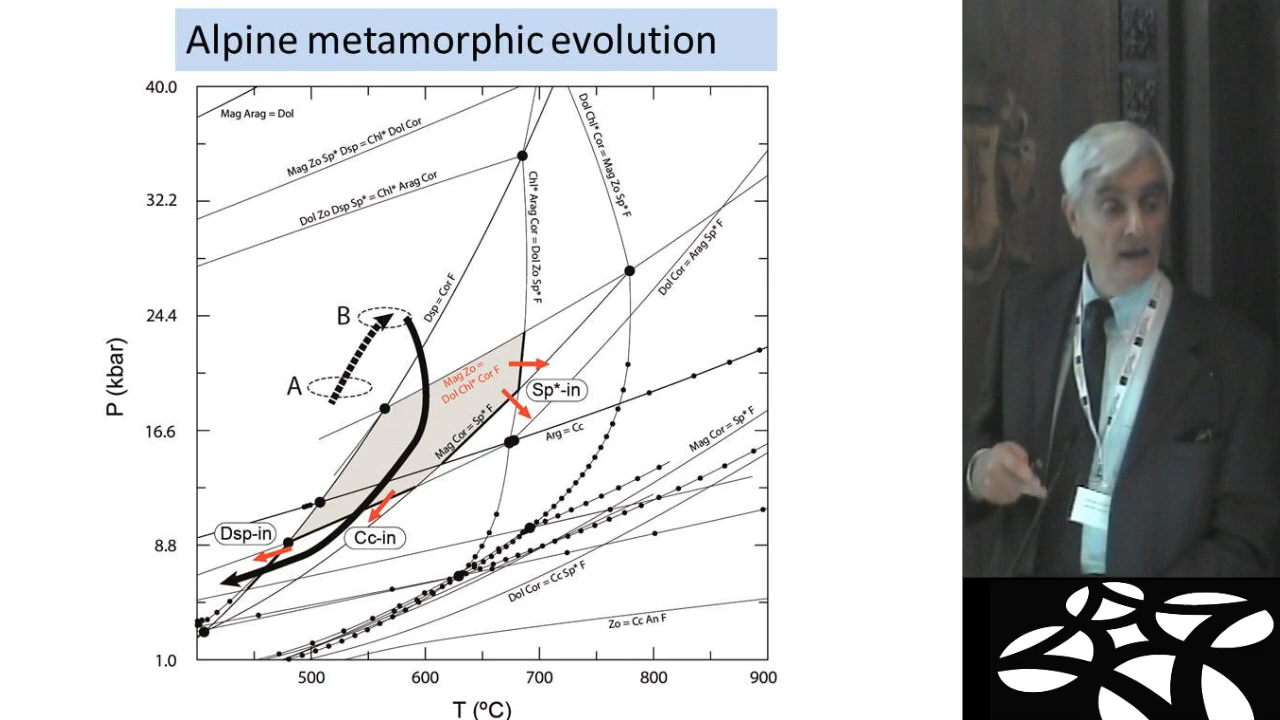 Alpine metamorphic evolution
40.0
32.2
24.4
16.6
8.8
1.0
P (kbar)
500
600
700
800
900
T (ºC)
Mag Arag = Dol
Mag Zo Sp* Dsp = Chl* Dol Cor
Dol Zo Dsp Sp* = Chl* Arag Cor
Dol Chl* Cor = Mag Zo Sp* F
Chl* Arag Cor = Dol Zo Sp* F
Dol Cor = Arag Sp* F
Dsp = Cor F
B
A
Mag Zo =
Dol Chl* Cor F
Sp*-in
Mag Cor = Sp* F
Arg = Cc
Mag Cor = Sp* F
Dsp-in
Cc-in
Dol Cor = Cc Sp* F
Zo = Cc An F